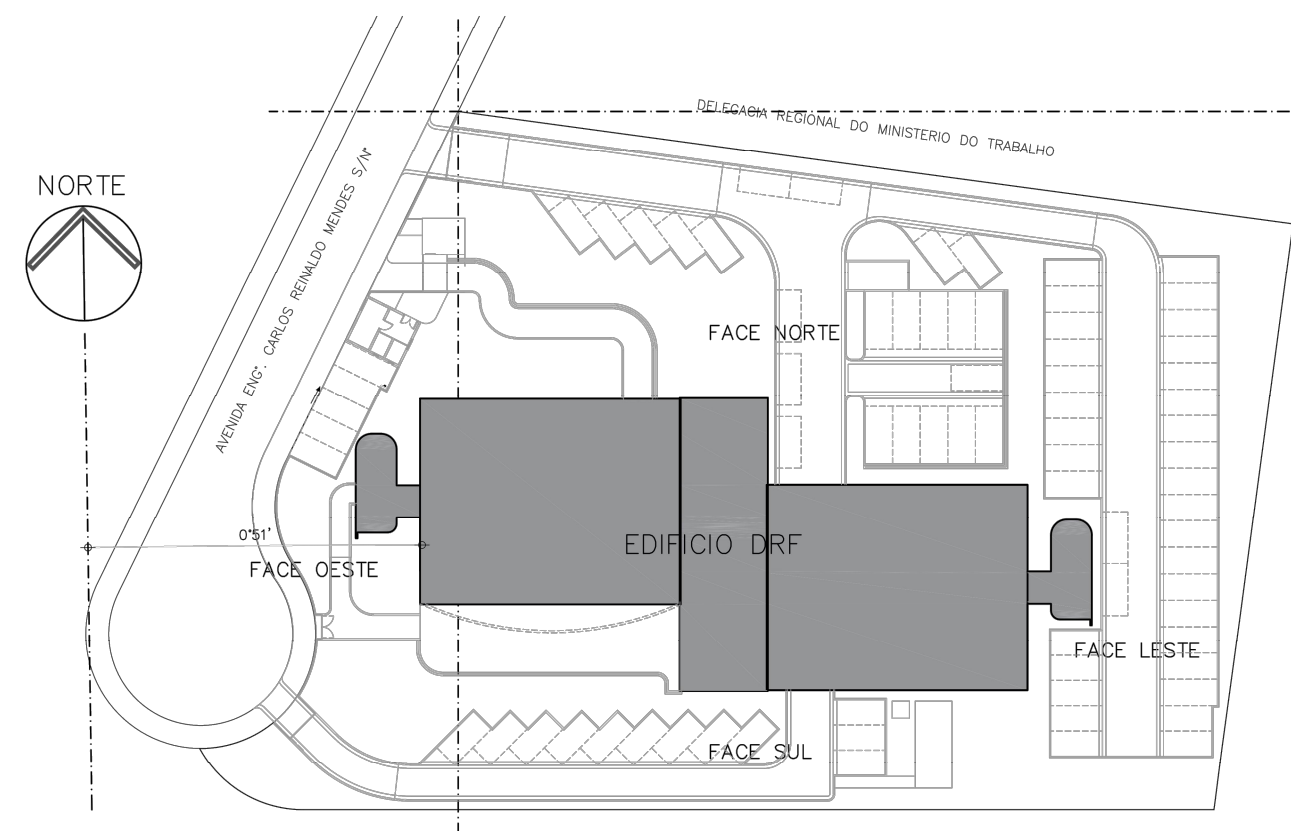 DELEGACIA REGIONAL DO MINISTERIO DO TRABALHO
NORTE
AVENIDA ENGº. CARLOS REINALDO MENDES S/Nº
FACE NORTE
0°51'
EDIFICIO DRF
FACE OESTE
FACE LESTE
FACE SUL